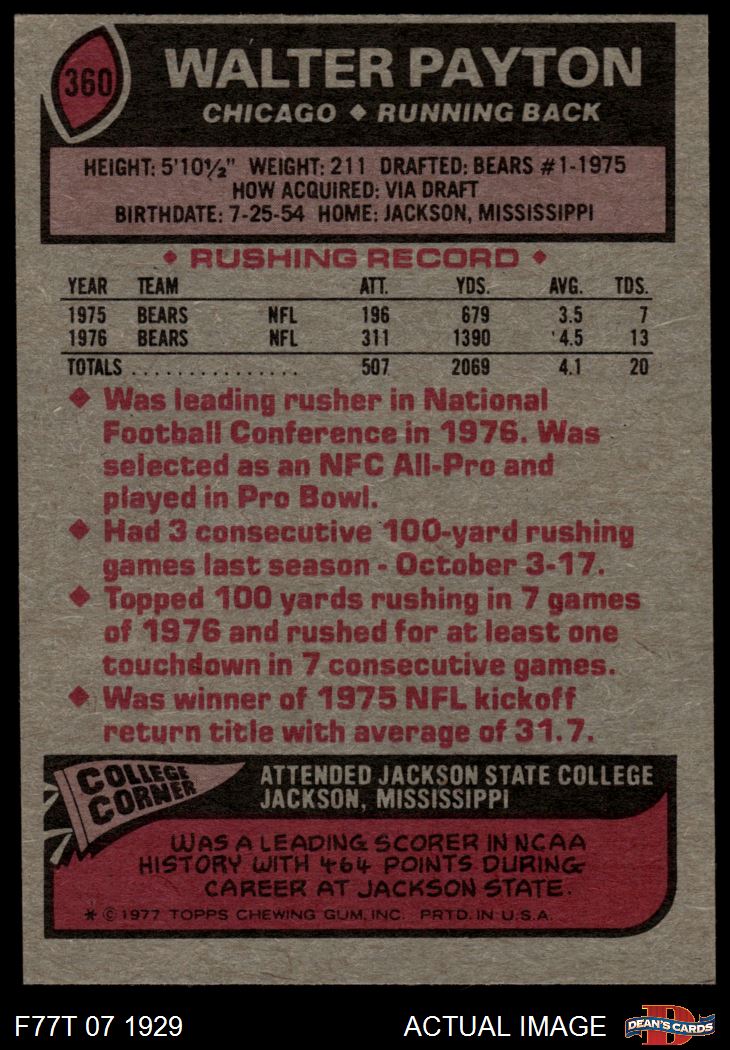 360
WALTER PAYTON
CHICAGO ◆ RUNNING BACK
HEIGHT: 5'10½" WEIGHT: 211 DRAFTED: BEARS #1-1975
HOW ACQUIRED: VIA DRAFT
BIRTHDATE: 7-25-54 HOME: JACKSON, MISSISSIPPI
◆ RUSHING RECORD ◆
YEAR TEAM ATT. YDS. AVG. TDS.
1975 BEARS NFL 196 679 3.5 7
1976 BEARS NFL 311 1390 4.5 13
TOTALS ............... 507 2069 4.1 20
◆ Was leading rusher in National
Football Conference in 1976. Was
selected as an NFC All-Pro and
played in Pro Bowl.
◆ Had 3 consecutive 100-yard rushing
games last season - October 3-17.
◆ Topped 100 yards rushing in 7 games
of 1976 and rushed for at least one
touchdown in 7 consecutive games.
◆ Was winner of 1975 NFL kickoff
return title with average of 31.7.
COLLEGE
CORNER
ATTENDED JACKSON STATE COLLEGE
JACKSON, MISSISSIPPI
WAS A LEADING SCORER IN NCAA
HISTORY WITH 464 POINTS DURING
CAREER AT JACKSON STATE.
* © 1977 TOPPS CHEWING GUM, INC. PRTD. IN U.S.A.
F77T 07 1929
ACTUAL IMAGE
D
DEAN'S CARDS